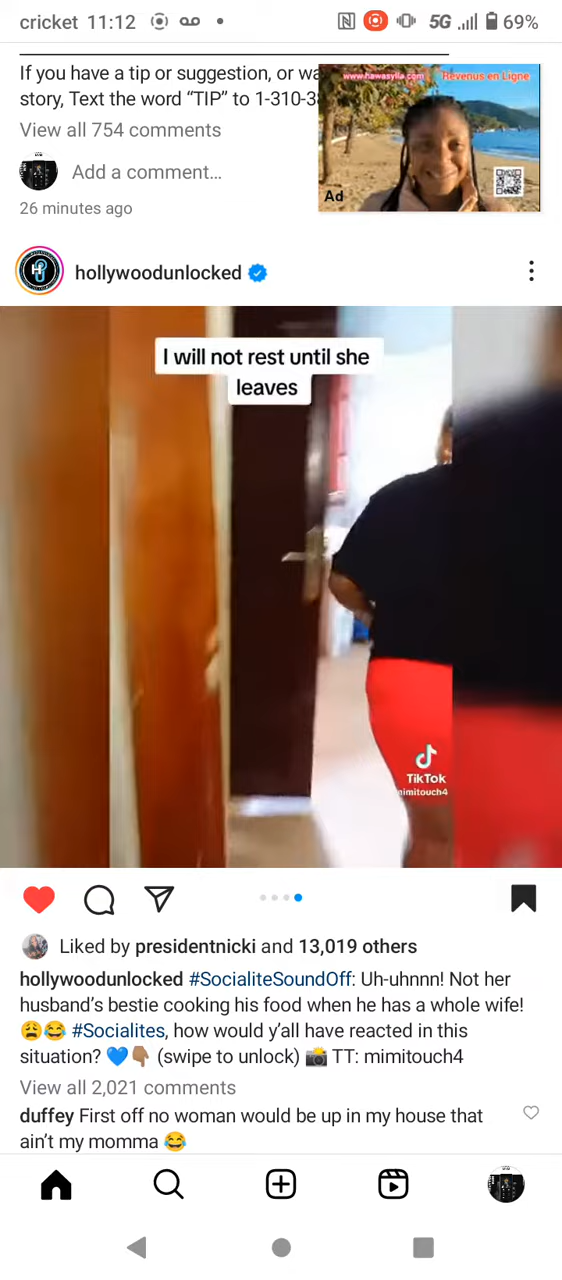 cricket 11:12 5G 69%
If you have a tip or suggestion, or wa
story, Text the word “TIP” to 1-310-3
www.hawasylla.com Revenus en Ligne
Ad
View all 754 comments
Add a comment...
26 minutes ago
hollywoodunlocked
I will not rest until she
leaves
TikTok
mimitouch4
Liked by presidentnicki and 13,019 others
hollywoodunlocked #SocialiteSoundOff: Uh-uhnnn! Not her
husband’s bestie cooking his food when he has a whole wife!
😩😂 #Socialites, how would y’all have reacted in this
situation? 💙👇🏽 (swipe to unlock) 📸 TT: mimitouch4
View all 2,021 comments
duffey First off no woman would be up in my house that
ain’t my momma 😂